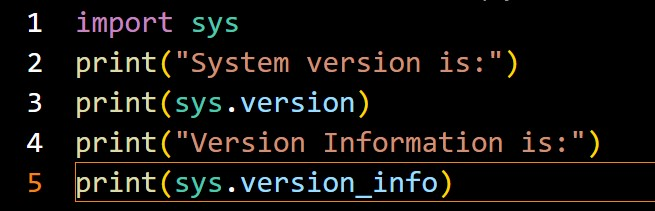 1 import sys
2 print("System version is:")
3 print(sys.version)
4 print("Version Information is:")
5 print(sys.version_info)